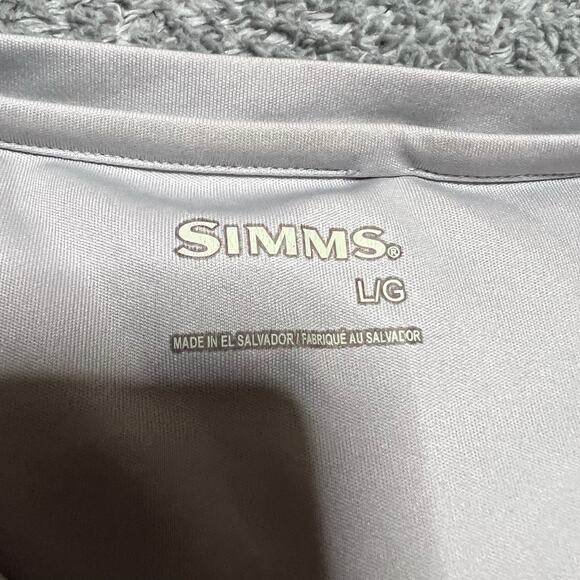 SIMMS®
L/G
MADE IN EL SALVADOR / FABRIQUÉ AU SALVADOR